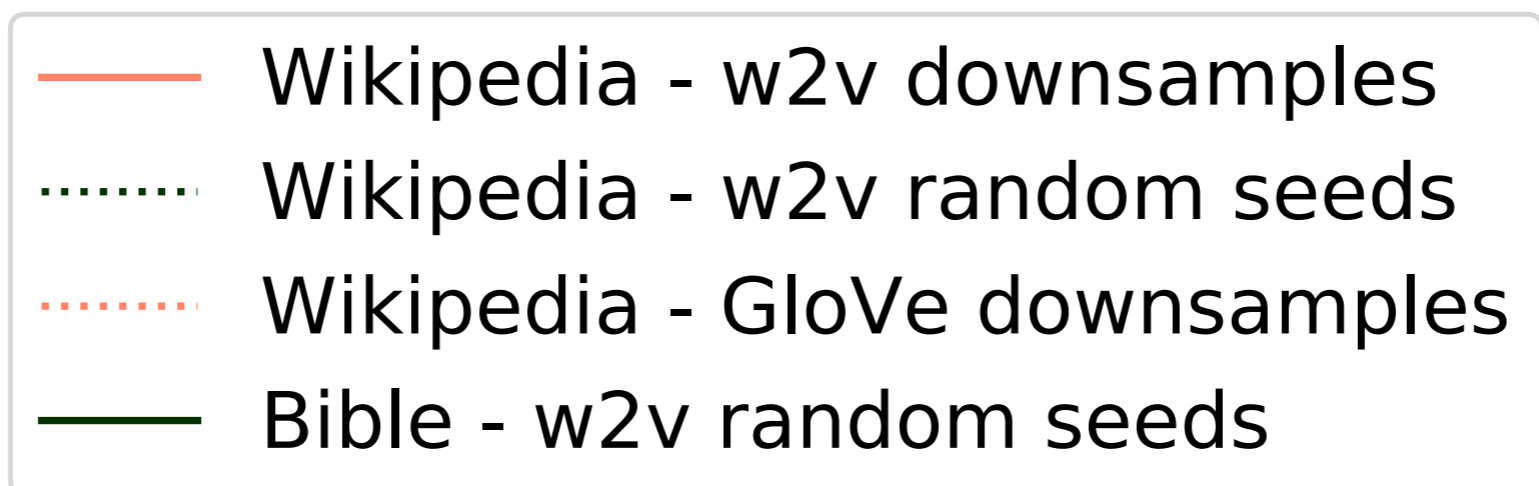 Wikipedia - w2v downsamples
Wikipedia - w2v random seeds
Wikipedia - GloVe downsamples
Bible - w2v random seeds